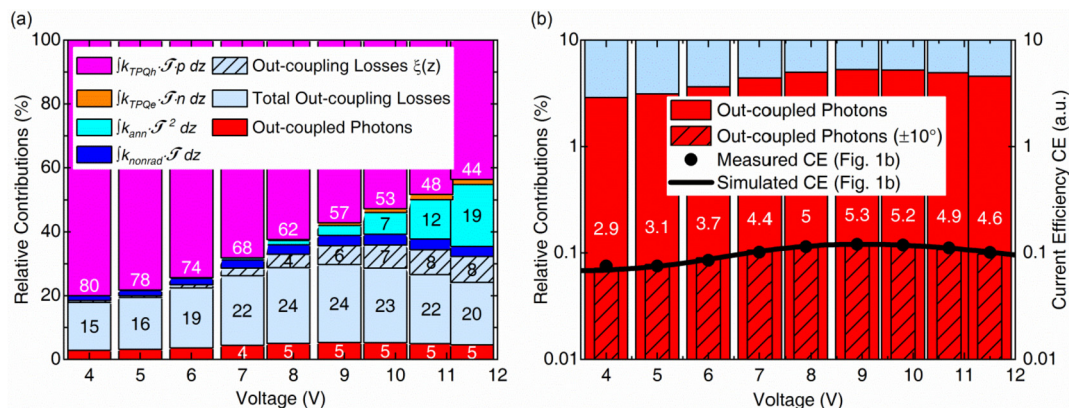 (a)
Relative Contributions (%)
100
80
60
40
20
0
∫k_TPQh·𝒯·p dz
∫k_TPQe·𝒯·n dz
∫k_ann·𝒯² dz
∫k_nonrad·𝒯 dz
Out-coupling Losses ξ(z)
Total Out-coupling Losses
Out-coupled Photons
80 78 74 68 62 57 53 48 44
7 12 19
4 6 7 8 8
15 16 19 22 24 24 23 22 20
4 5 5 5 5 5
4 5 6 7 8 9 10 11 12
Voltage (V)
(b)
Relative Contributions (%)
10
1
0.1
0.01
Out-coupled Photons
Out-coupled Photons (±10°)
Measured CE (Fig. 1b)
Simulated CE (Fig. 1b)
2.9 3.1 3.7 4.4 5 5.3 5.2 4.9 4.6
10
1
0.1
0.01
Current Efficiency CE (a.u.)
4 5 6 7 8 9 10 11 12
Voltage (V)